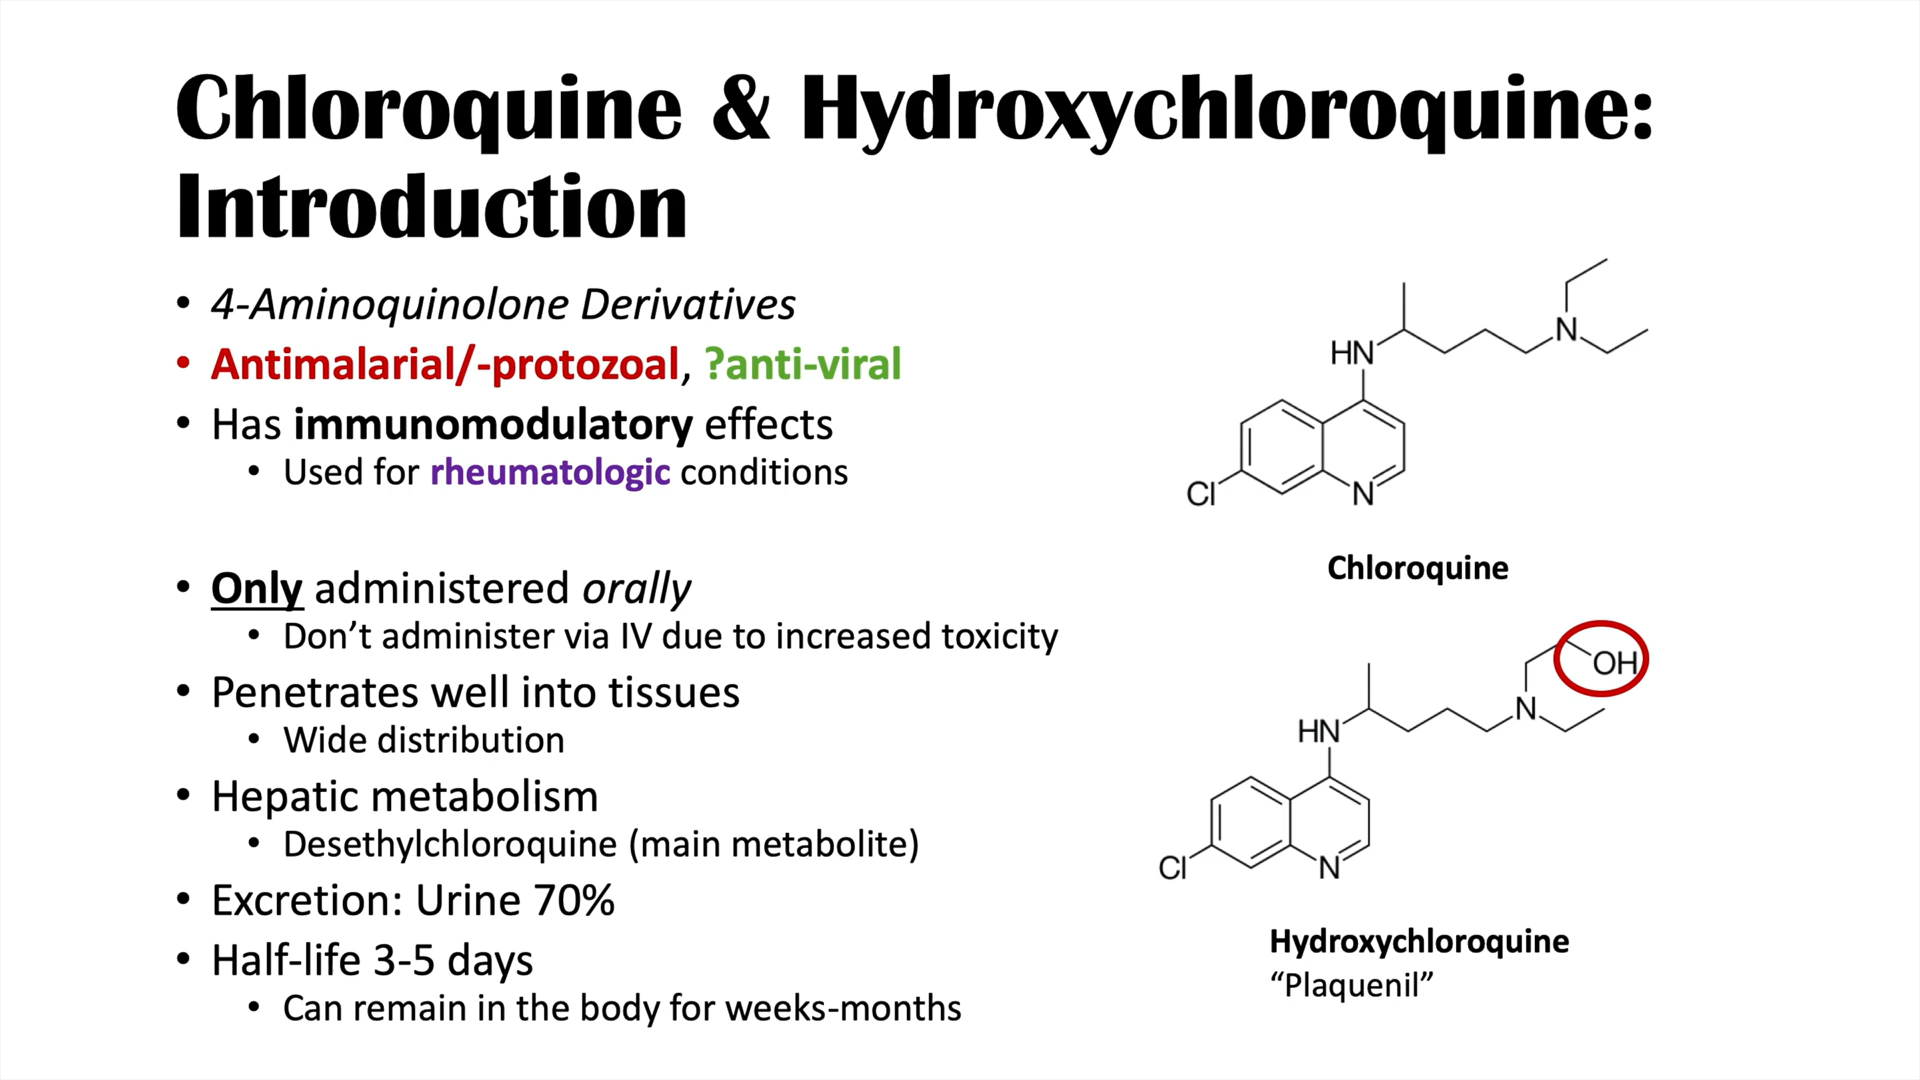 Chloroquine & Hydroxychloroquine:
Introduction
• 4-Aminoquinolone Derivatives
• Antimalarial/-protozoal, ?anti-viral
• Has immunomodulatory effects
• Used for rheumatologic conditions
• Only administered orally
• Don't administer via IV due to increased toxicity
• Penetrates well into tissues
• Wide distribution
• Hepatic metabolism
• Desethylchloroquine (main metabolite)
• Excretion: Urine 70%
• Half-life 3-5 days
• Can remain in the body for weeks-months
N
HN
Cl
N
Chloroquine
OH
N
HN
Cl
N
Hydroxychloroquine
“Plaquenil”